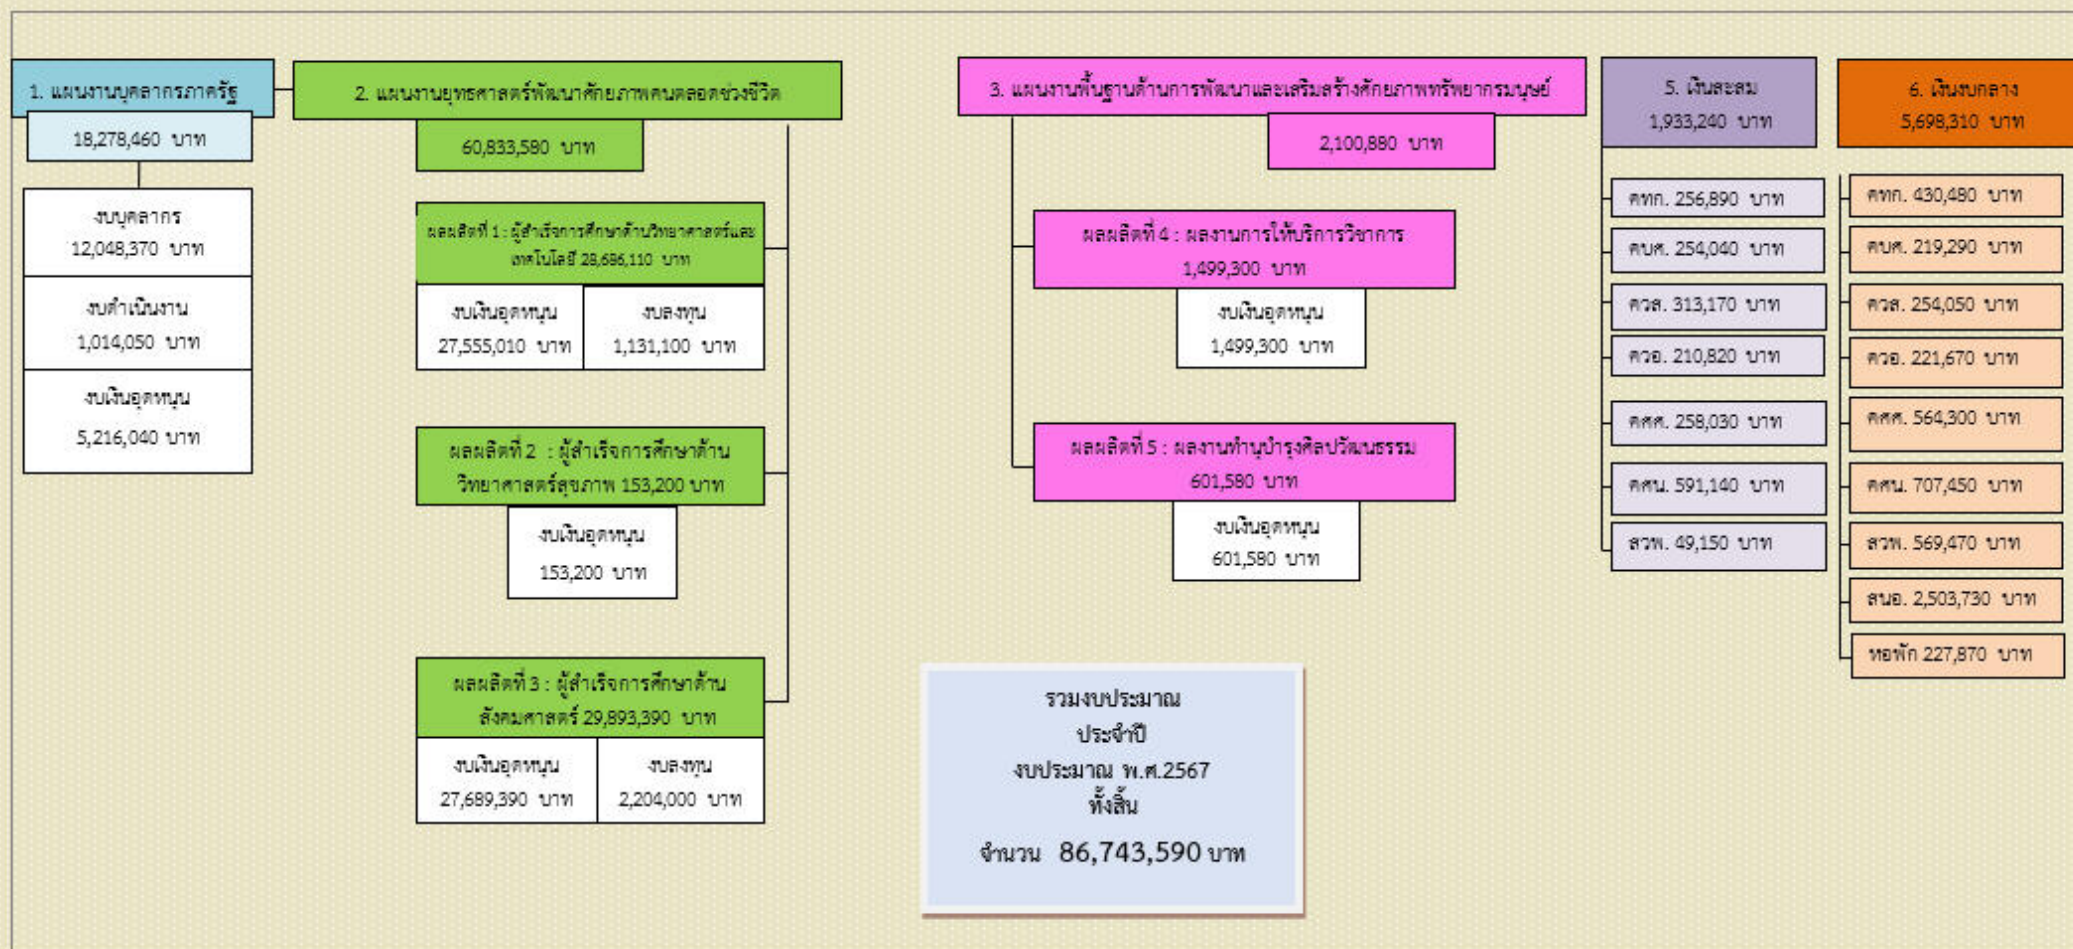 1. แผนงานบุคลากรภาครัฐ
18,278,460 บาท
งบบุคลากร
12,048,370 บาท
งบดำเนินงาน
1,014,050 บาท
งบเงินอุดหนุน
5,216,040 บาท
2. แผนงานยุทธศาสตร์พัฒนาศักยภาพคนตลอดช่วงชีวิต
60,833,580 บาท
ผลผลิตที่ 1 : ผู้สำเร็จการศึกษาด้านวิทยาศาสตร์และ
เทคโนโลยี 28,686,110 บาท
งบเงินอุดหนุน
27,555,010 บาท
งบลงทุน
1,131,100 บาท
ผลผลิตที่ 2 : ผู้สำเร็จการศึกษาด้าน
วิทยาศาสตร์สุขภาพ 153,200 บาท
งบเงินอุดหนุน
153,200 บาท
ผลผลิตที่ 3 : ผู้สำเร็จการศึกษาด้าน
สังคมศาสตร์ 29,893,390 บาท
งบเงินอุดหนุน
27,689,390 บาท
งบลงทุน
2,204,000 บาท
3. แผนงานพื้นฐานด้านการพัฒนาและเสริมสร้างศักยภาพทรัพยากรมนุษย์
2,100,880 บาท
ผลผลิตที่ 4 : ผลงานการให้บริการวิชาการ
1,499,300 บาท
งบเงินอุดหนุน
1,499,300 บาท
ผลผลิตที่ 5 : ผลงานทำนุบำรุงศิลปวัฒนธรรม
601,580 บาท
งบเงินอุดหนุน
601,580 บาท
รวมงบประมาณ
ประจำปี
งบประมาณ พ.ศ.2567
ทั้งสิ้น
จำนวน 86,743,590 บาท
5. เงินสะสม
1,933,240 บาท
คทก. 256,890 บาท
คบศ. 254,040 บาท
ควส. 313,170 บาท
ควอ. 210,820 บาท
คศศ. 258,030 บาท
คศน. 591,140 บาท
สวพ. 49,150 บาท
6. เงินงบกลาง
5,698,310 บาท
คทก. 430,480 บาท
คบศ. 219,290 บาท
ควส. 254,050 บาท
ควอ. 221,670 บาท
คศศ. 564,300 บาท
คศน. 707,450 บาท
สวพ. 569,470 บาท
สนอ. 2,503,730 บาท
หอพัก 227,870 บาท